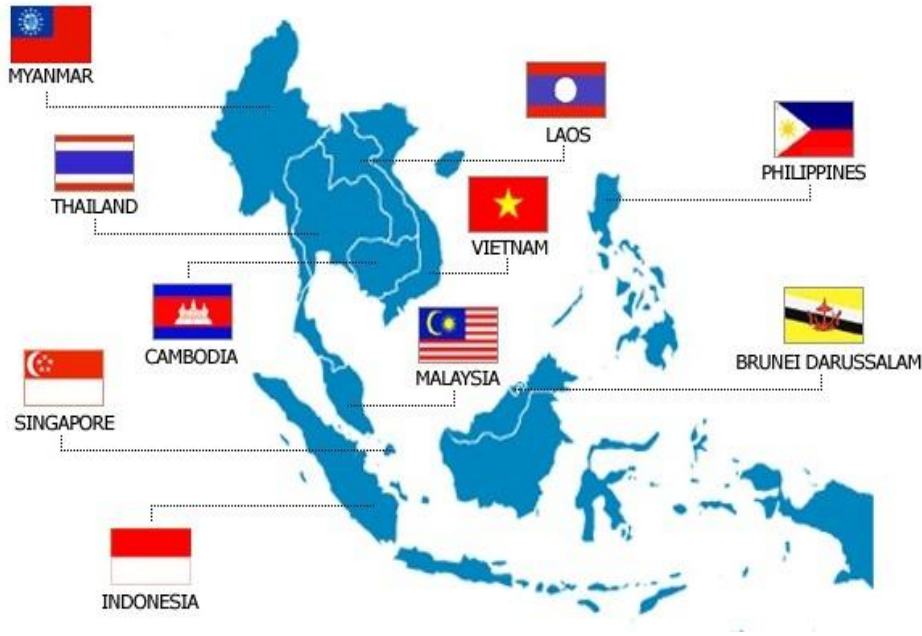 MYANMAR
LAOS
PHILIPPINES
THAILAND
VIETNAM
CAMBODIA
BRUNEI DARUSSALAM
MALAYSIA
SINGAPORE
INDONESIA